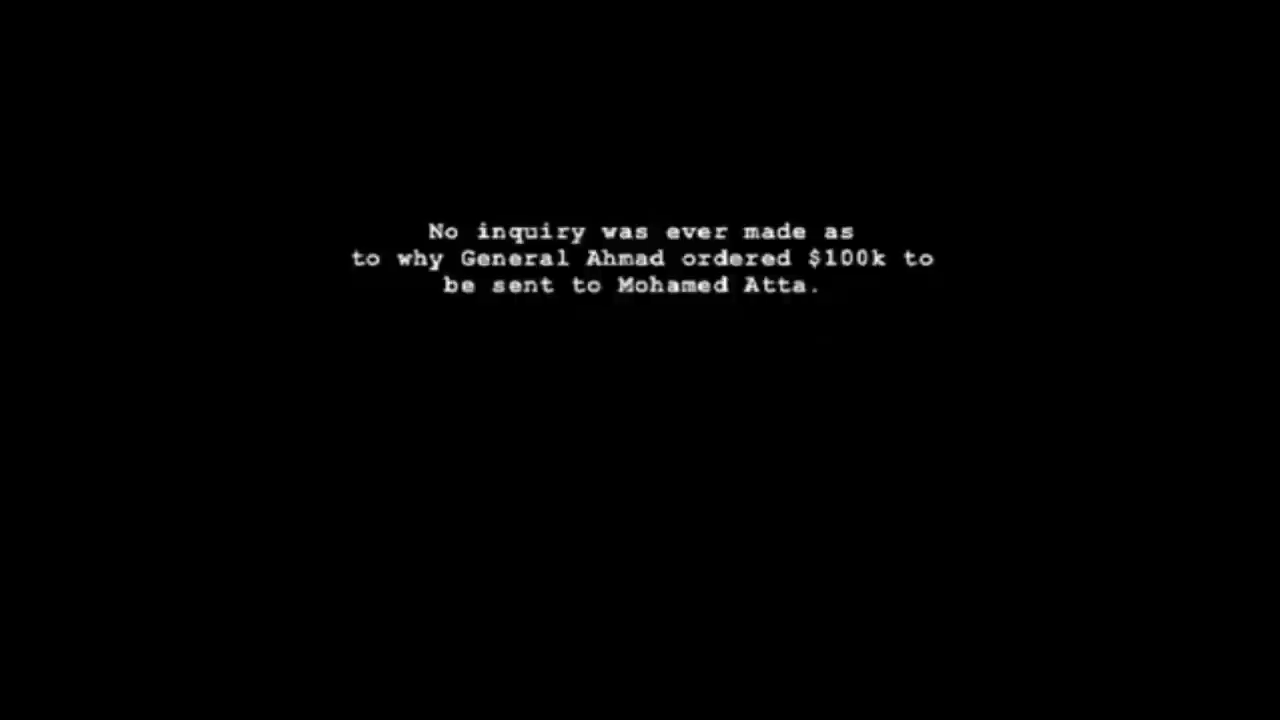 No inquiry was ever made as
to why General Ahmad ordered $100k to
be sent to Mohamed Atta.